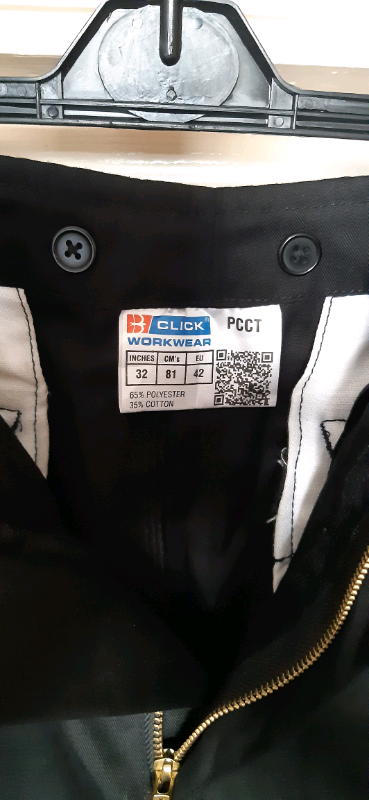 B CLICK® PCCT
WORKWEAR
INCHES CM's EU
32 81 42
65% POLYESTER
35% COTTON